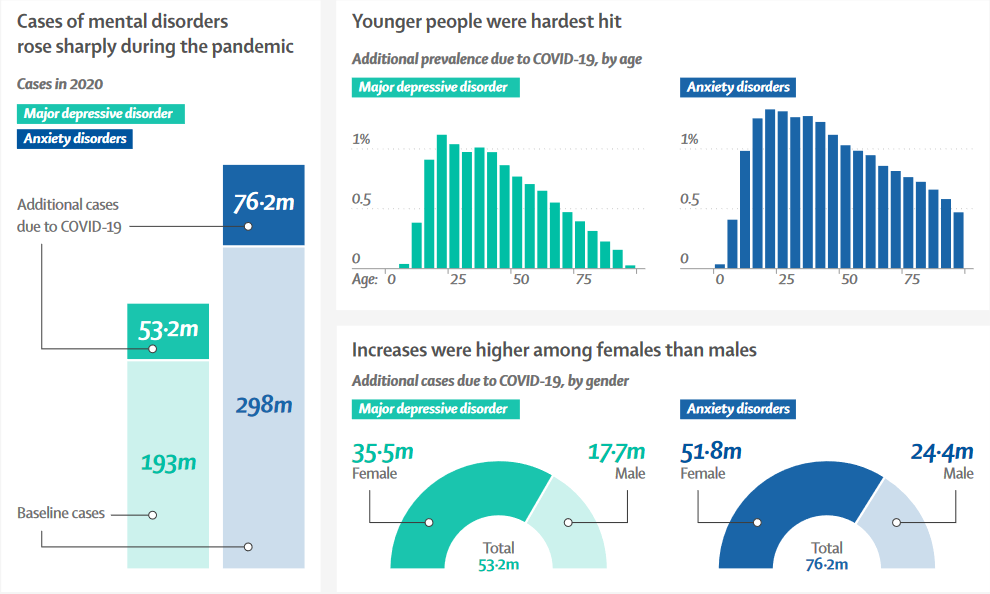 Cases of mental disorders
rose sharply during the pandemic
Cases in 2020
Major depressive disorder
Anxiety disorders
Additional cases
due to COVID-19
76·2m
53·2m
298m
193m
Baseline cases
Younger people were hardest hit
Additional prevalence due to COVID-19, by age
Major depressive disorder
1%
0.5
0
Age: 0 25 50 75
Anxiety disorders
1%
0.5
0
0 25 50 75
Increases were higher among females than males
Additional cases due to COVID-19, by gender
Major depressive disorder
35·5m
Female
17·7m
Male
Total
53·2m
Anxiety disorders
51·8m
Female
24·4m
Male
Total
76·2m